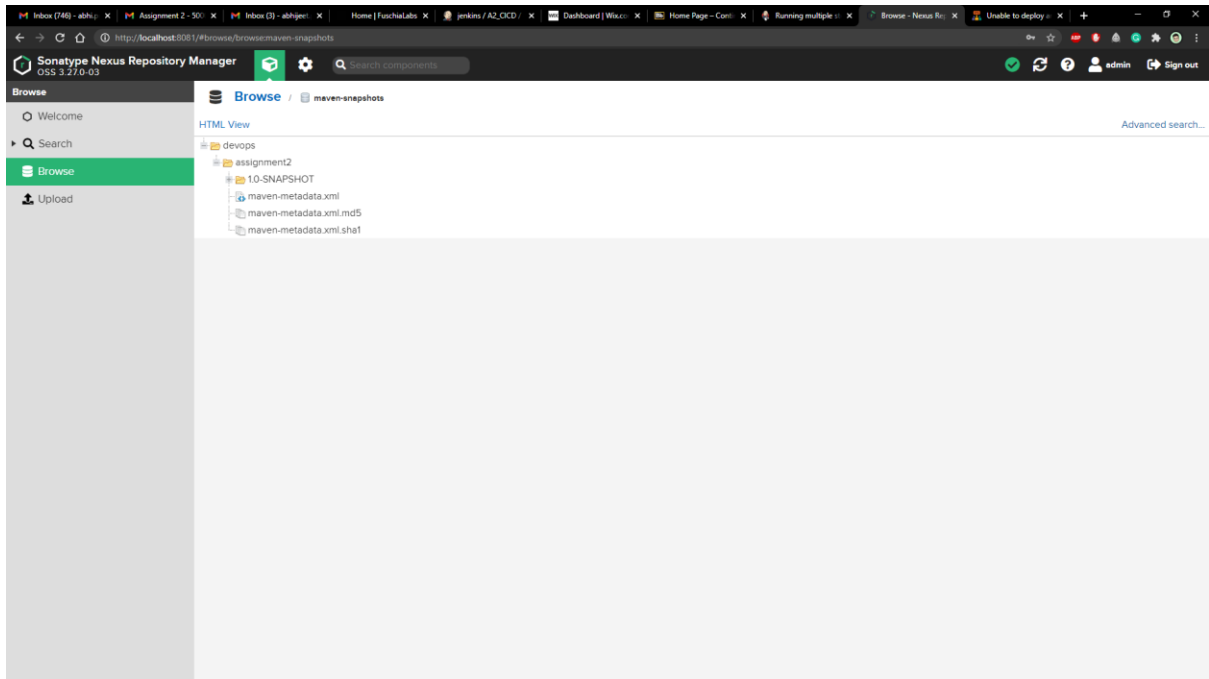 Inbox (746) - abhi.p
Assignment 2 - 500
Inbox (3) - abhijeet.
Home | FuschiaLabs
jenkins / A2_CICD /
Dashboard | Wix.co
Home Page – Conti
Running multiple st
Browse - Nexus Rep
Unable to deploy a
http://localhost:8081/#browse/browse:maven-snapshots
Sonatype Nexus Repository Manager
OSS 3.27.0-03
Search components
admin
Sign out
Browse
Browse / maven-snapshots
Welcome
HTML View
Advanced search...
Search
devops
assignment2
Browse
1.0-SNAPSHOT
maven-metadata.xml
Upload
maven-metadata.xml.md5
maven-metadata.xml.sha1